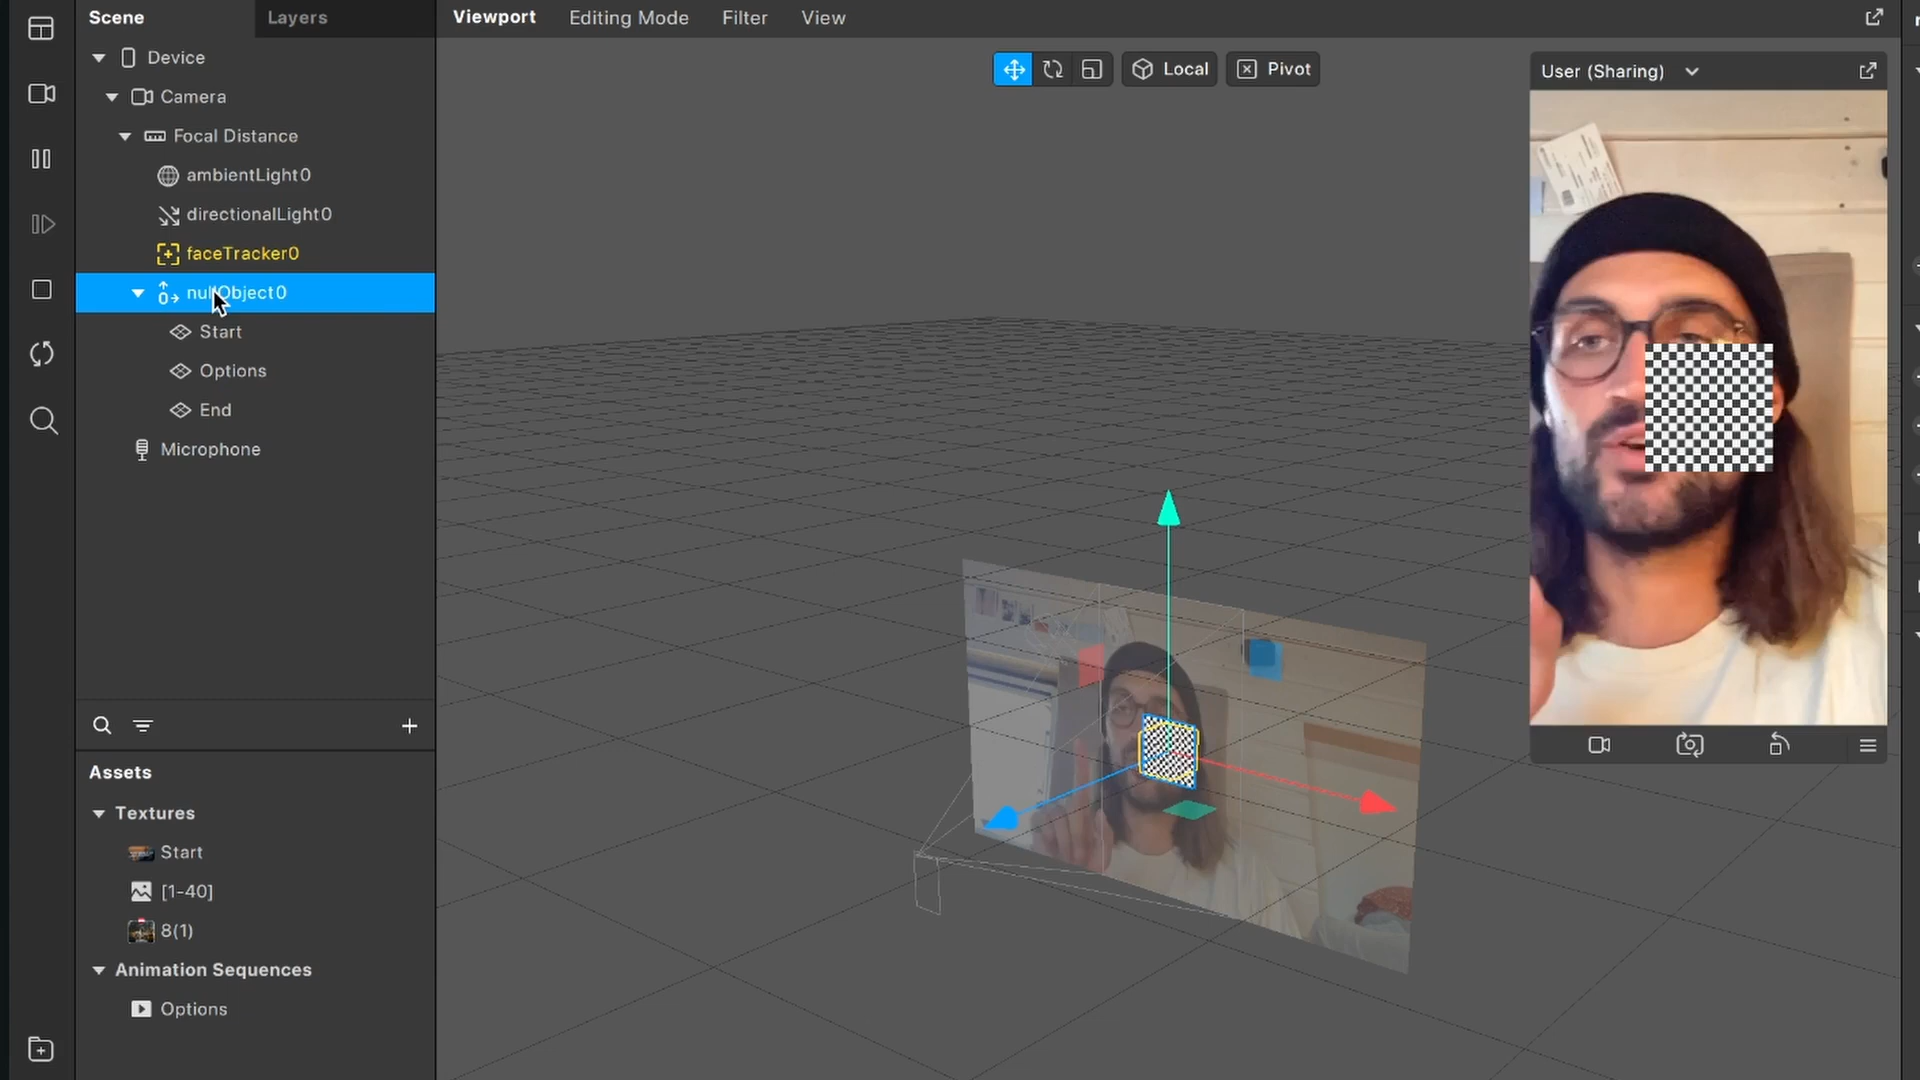 Scene
Layers
Device
Camera
Focal Distance
ambientLight0
directionalLight0
faceTracker0
nullObject0
Start
Options
End
Microphone
Assets
Textures
Start
[1-40]
8(1)
Animation Sequences
Options
Viewport
Editing Mode
Filter
View
Local
Pivot
User (Sharing)